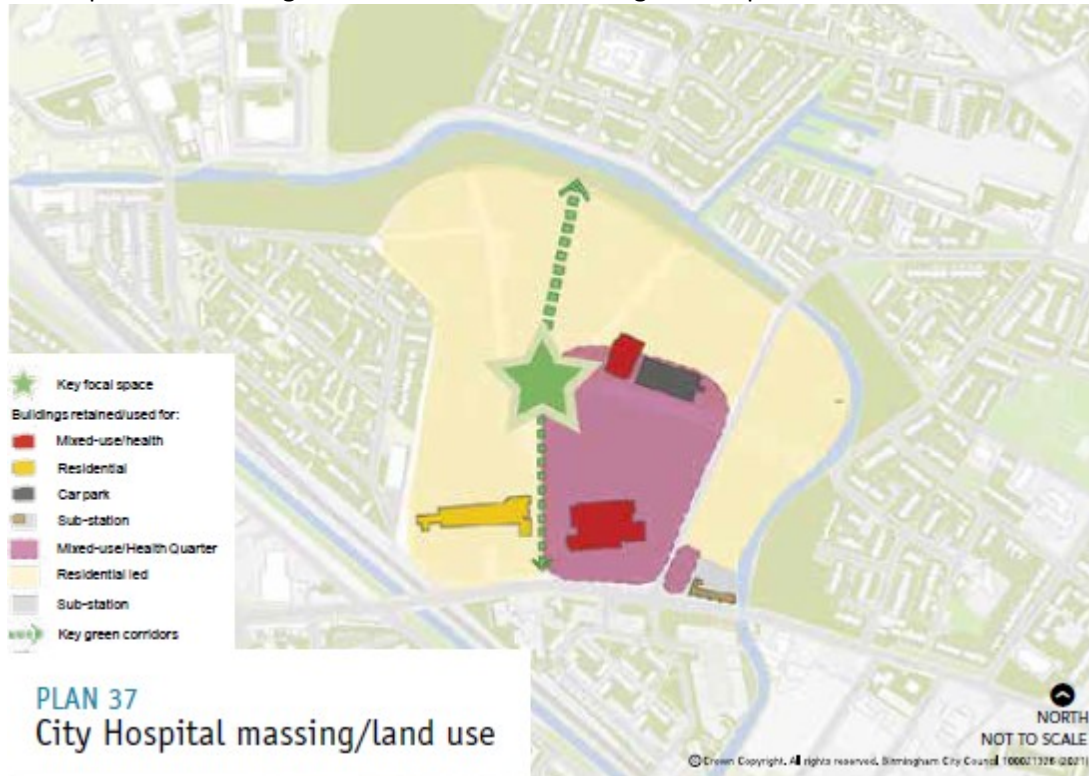 Key focal space
Buildings retained/used for:
Mixed-use/health
Residential
Car park
Sub-station
Mixed-use/Health Quarter
Residential led
Sub-station
Key green corridors
PLAN 37
City Hospital massing/land use
NORTH
NOT TO SCALE
© Crown Copyright. All rights reserved. Birmingham City Council 100021326 (2021)